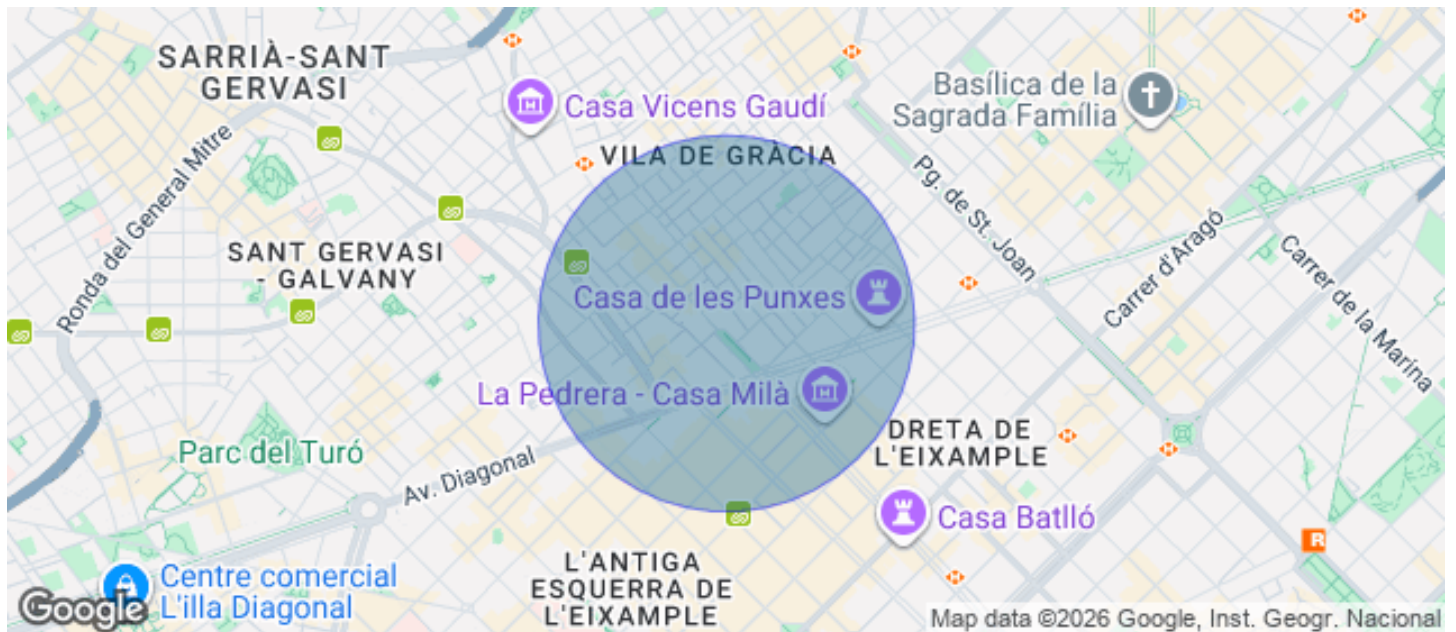 SARRIÀ-SANT
GERVASI
Casa Vicens Gaudí
Basílica de la
Sagrada Família
VILA DE GRÀCIA
Ronda del General Mitre
Pg. de St. Joan
SANT GERVASI
- GALVANY
Carrer d'Aragó
Carrer de la Marina
Casa de les Punxes
La Pedrera - Casa Milà
DRETA DE
L'EIXAMPLE
Parc del Turó
Av. Diagonal
Casa Batlló
R
L'ANTIGA
ESQUERRA DE
L'EIXAMPLE
Centre comercial
L'illa Diagonal
Google
Map data ©2026 Google, Inst. Geogr. Nacional